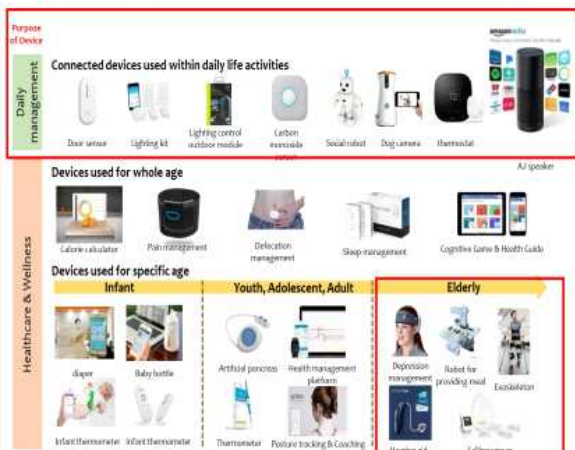 Purpose
of Device
Daily
management
Connected devices used within daily life activities
amazon echo
Door sensor
Lighting kit
Lighting control
outdoor module
Carbon
monoxide
Social robot
Dog camera
thermostat
AI speaker
Healthcare & Wellness
Devices used for whole age
Calorie calculator
Pain management
Defecation
management
Sleep management
Cognitive Game & Health Guide
Devices used for specific age
Infant
Youth, Adolescent, Adult
Elderly
diaper
Baby bottle
Artificial pancreas
Health management
platform
Depression
management
Robot for
providing meal
Exoskeleton
Infant thermometer
Infant thermometer
Thermometer
Posture tracking & Coaching
Hearing aid